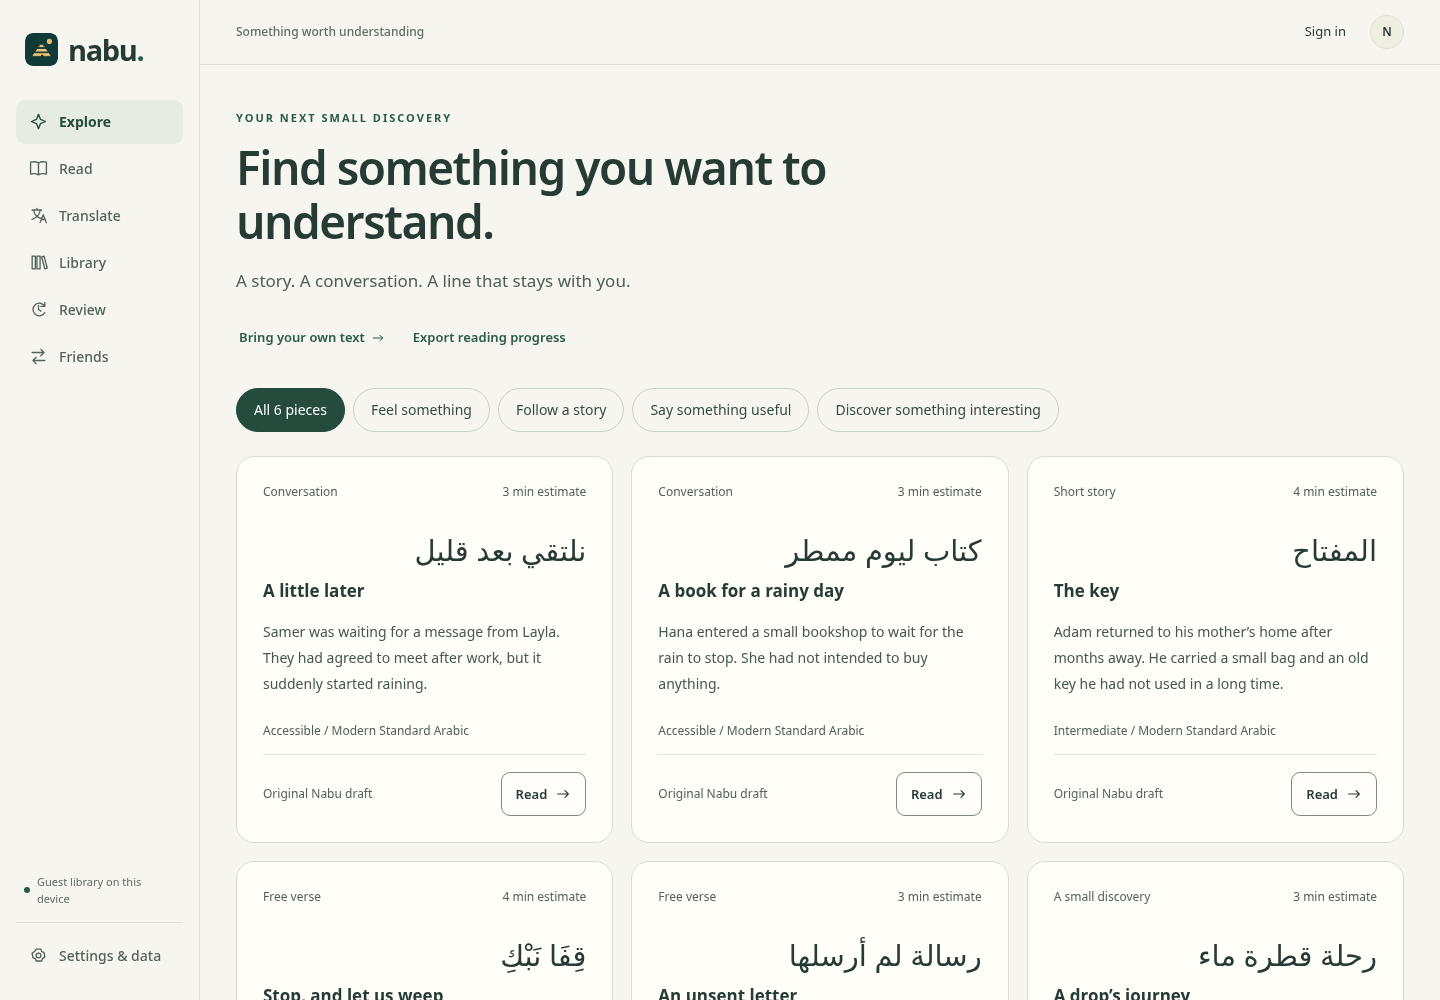 nabu.
Explore
Read
Translate
Library
Review
Friends
Guest library on this
device
Settings & data
Something worth understanding
Sign in
N
YOUR NEXT SMALL DISCOVERY
Find something you want to
understand.
A story. A conversation. A line that stays with you.
Bring your own text →
Export reading progress
All 6 pieces
Feel something
Follow a story
Say something useful
Discover something interesting
Conversation
3 min estimate
نلتقي بعد قليل
A little later
Samer was waiting for a message from Layla.
They had agreed to meet after work, but it
suddenly started raining.
Accessible / Modern Standard Arabic
Original Nabu draft
Read →
Conversation
3 min estimate
كتاب ليوم ممطر
A book for a rainy day
Hana entered a small bookshop to wait for the
rain to stop. She had not intended to buy
anything.
Accessible / Modern Standard Arabic
Original Nabu draft
Read →
Short story
4 min estimate
المفتاح
The key
Adam returned to his mother’s home after
months away. He carried a small bag and an old
key he had not used in a long time.
Intermediate / Modern Standard Arabic
Original Nabu draft
Read →
Free verse
4 min estimate
قِفَا نَبْكِ
Stop, and let us weep
Free verse
3 min estimate
رسالة لم أرسلها
An unsent letter
A small discovery
3 min estimate
رحلة قطرة ماء
A drop’s journey